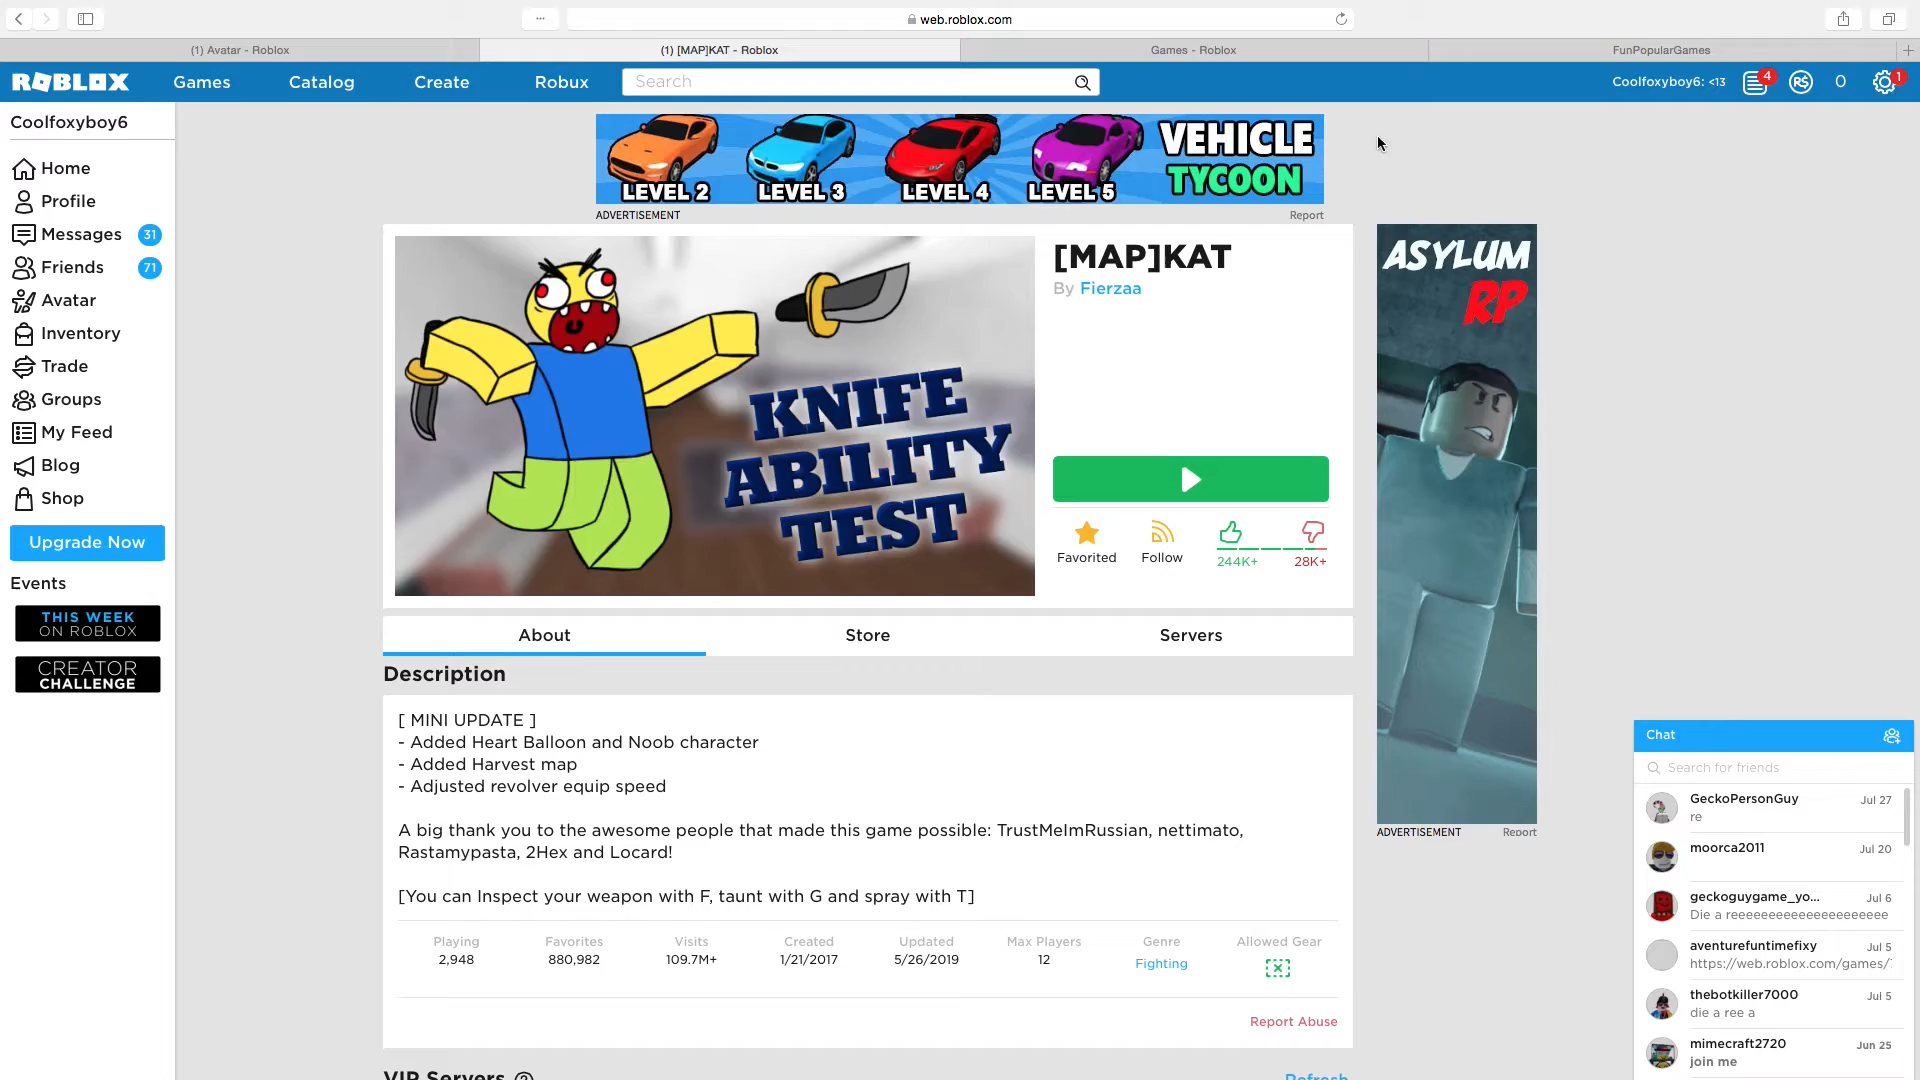 web.roblox.com
(1) Avatar - Roblox
(1) [MAP]KAT - Roblox
Games - Roblox
FunPopularGames
ROBLOX
Games
Catalog
Create
Robux
Search
Coolfoxyboy6: <13
4
0
1
Coolfoxyboy6
Home
Profile
Messages 31
Friends 71
Avatar
Inventory
Trade
Groups
My Feed
Blog
Shop
Upgrade Now
Events
THIS WEEK
ON ROBLOX
CREATOR
CHALLENGE
LEVEL 2
LEVEL 3
LEVEL 4
LEVEL 5
VEHICLE
TYCOON
ADVERTISEMENT
Report
KNIFE
ABILITY
TEST
[MAP]KAT
By Fierzaa
Favorited
Follow
244K+
28K+
ASYLUM
RP
ADVERTISEMENT
Report
About
Store
Servers
Description
[ MINI UPDATE ]
- Added Heart Balloon and Noob character
- Added Harvest map
- Adjusted revolver equip speed
A big thank you to the awesome people that made this game possible: TrustMeImRussian, nettimato,
Rastamypasta, 2Hex and Locard!
[You can Inspect your weapon with F, taunt with G and spray with T]
Playing
2,948
Favorites
880,982
Visits
109.7M+
Created
1/21/2017
Updated
5/26/2019
Max Players
12
Genre
Fighting
Allowed Gear
Report Abuse
VIP Servers
Refresh
Chat
Search for friends
GeckoPersonGuy Jul 27
re
moorca2011 Jul 20
geckoguygame_yo... Jul 6
Die a reeeeeeeeeeeeeeeeeeeee
aventurefuntimefixy Jul 5
https://web.roblox.com/games/
thebotkiller7000 Jul 5
die a ree a
mimecraft2720 Jun 25
join me